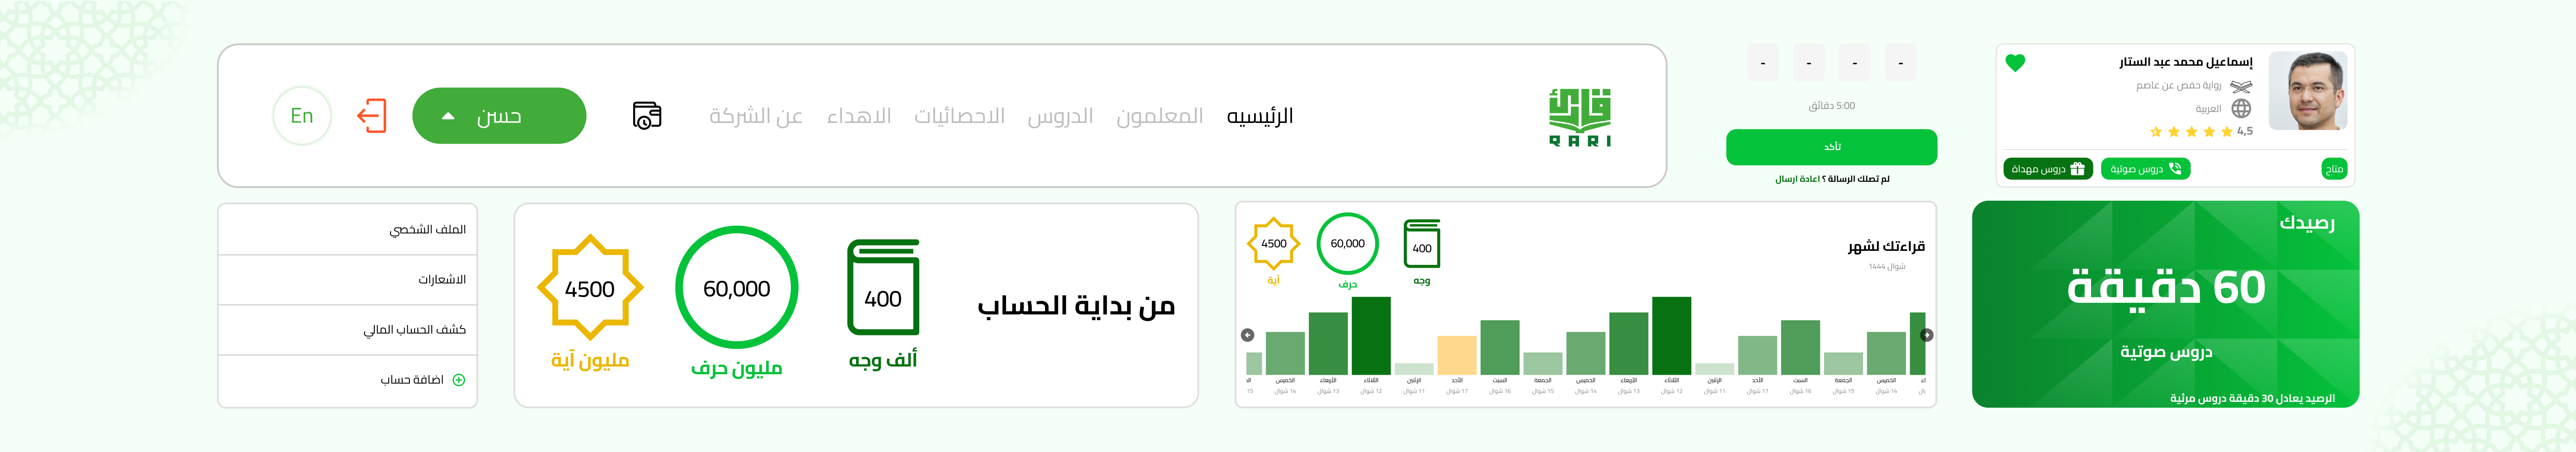 إسماعيل محمد عبد الستار
رواية حفص عن عاصم
العربية
4,5
متاح
دروس صوتية
دروس مهداة
- - - -
5:00 دقائق
تأكد
لم تصلك الرسالة ؟ اعادة ارسال
قارئ
QARI
الرئيسيه
المعلمون
الدروس
الاحصائيات
الاهداء
عن الشركة
حسن
En
رصيدك
60 دقيقة
دروس صوتية
الرصيد يعادل 30 دقيقة دروس مرئية
قراءتك لشهر
شوال 1444
400
وجه
60,000
حرف
4500
آية
الخميس الجمعة السبت الأحد الإثنين الثلاثاء الأربعاء الخميس الجمعة السبت الأحد الإثنين الثلاثاء الأربعاء الخميس
14 شوال 15 شوال 16 شوال 17 شوال 11 شوال 12 شوال 13 شوال 14 شوال 15 شوال 16 شوال 17 شوال 11 شوال 12 شوال 13 شوال 14 شوال 15
من بداية الحساب
400
ألف وجه
60,000
مليون حرف
4500
مليون آية
الملف الشخصي
الاشعارات
كشف الحساب المالي
اضافة حساب